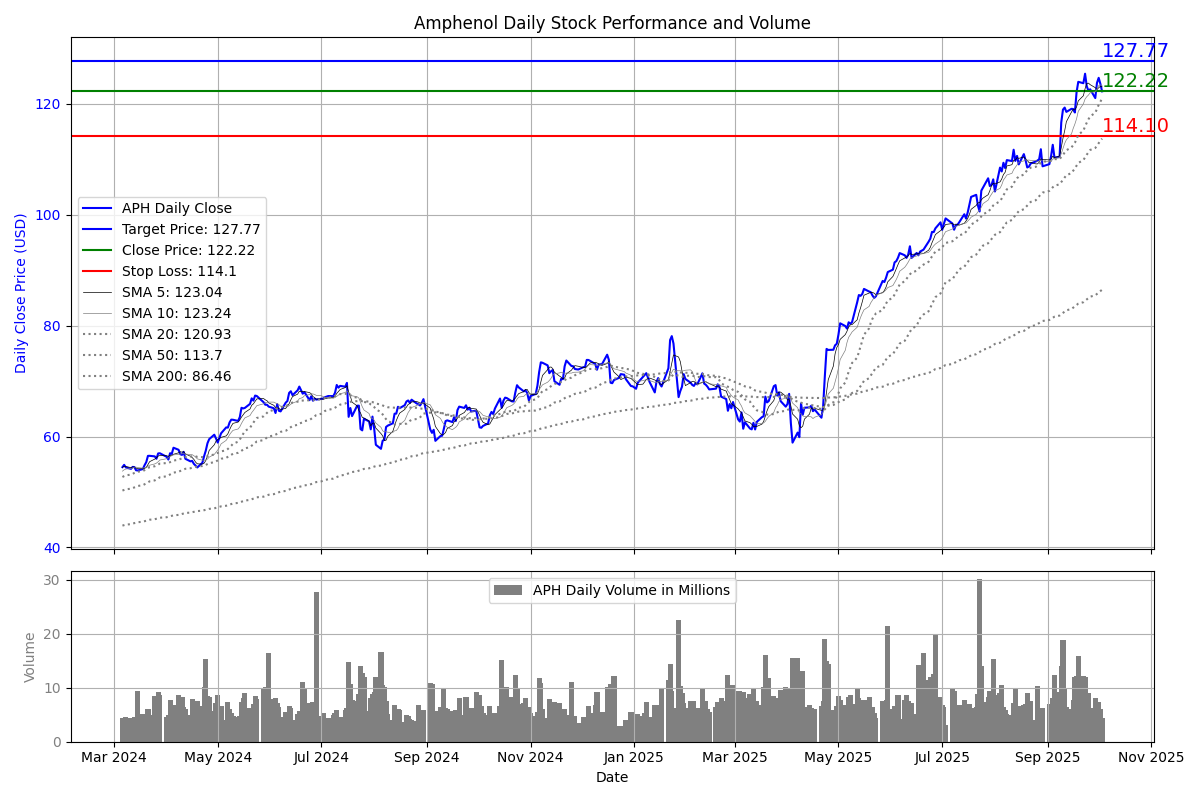 Amphenol Daily Stock Performance and Volume
127.77
122.22
114.10
120
100
80
60
40
Daily Close Price (USD)
APH Daily Close
Target Price: 127.77
Close Price: 122.22
Stop Loss: 114.1
SMA 5: 123.04
SMA 10: 123.24
SMA 20: 120.93
SMA 50: 113.7
SMA 200: 86.46
30
20
10
0
Volume
APH Daily Volume in Millions
Mar 2024 May 2024 Jul 2024 Sep 2024 Nov 2024 Jan 2025 Mar 2025 May 2025 Jul 2025 Sep 2025 Nov 2025
Date